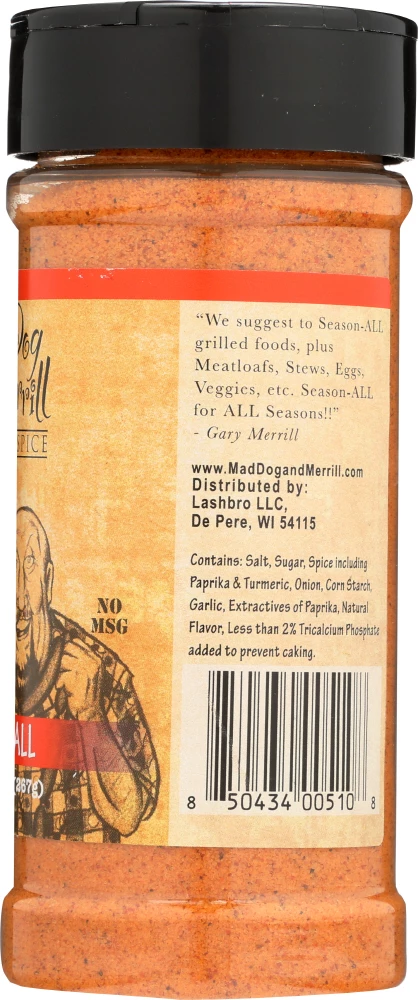 Dog
SPICE
NO
MSG
ALL
267g
“We suggest to Season-ALL
grilled foods, plus
Meatloafs, Stews, Eggs,
Veggies, etc. Season-ALL
for ALL Seasons!!”
- Gary Merrill
www.MadDogandMerrill.com
Distributed by:
Lashbro LLC,
De Pere, WI 54115
Contains: Salt, Sugar, Spice including
Paprika & Turmeric, Onion, Corn Starch,
Garlic, Extractives of Paprika, Natural
Flavor, Less than 2% Tricalcium Phosphate
added to prevent caking.
8 50434 00510 8